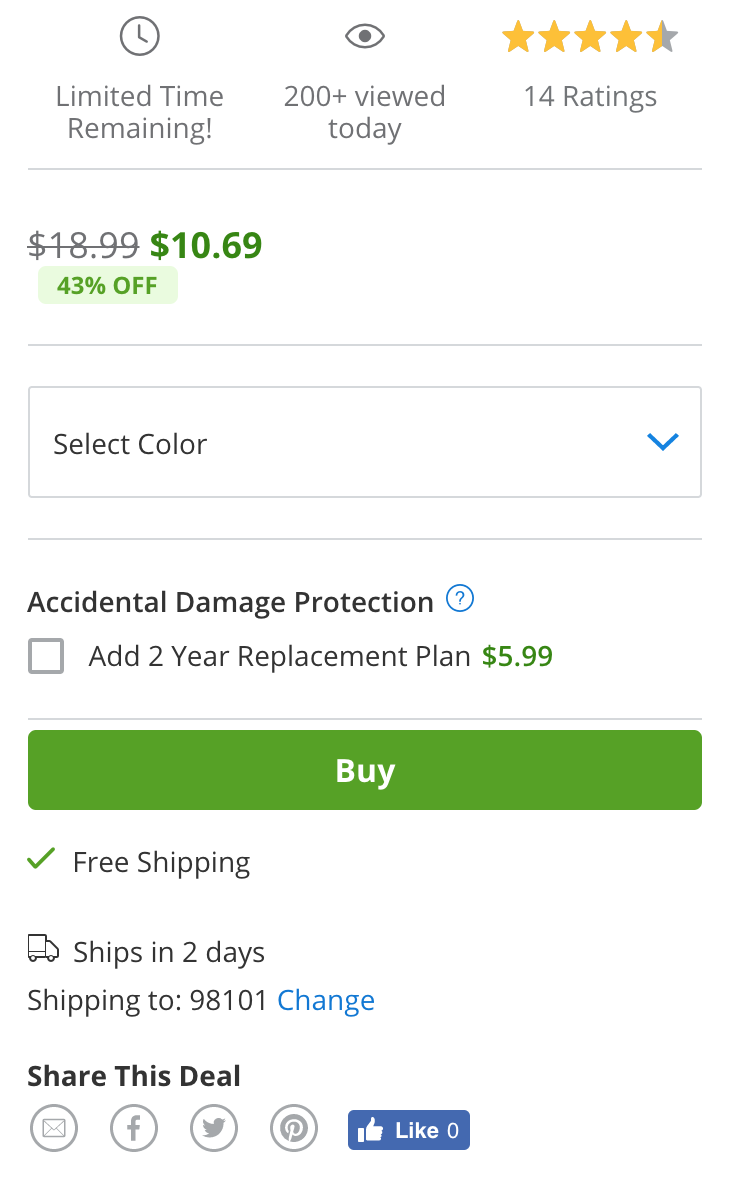 Limited Time
Remaining!
200+ viewed
today
14 Ratings
$18.99 $10.69
43% OFF
Select Color
Accidental Damage Protection ?
Add 2 Year Replacement Plan $5.99
Buy
Free Shipping
Ships in 2 days
Shipping to: 98101 Change
Share This Deal
Like 0